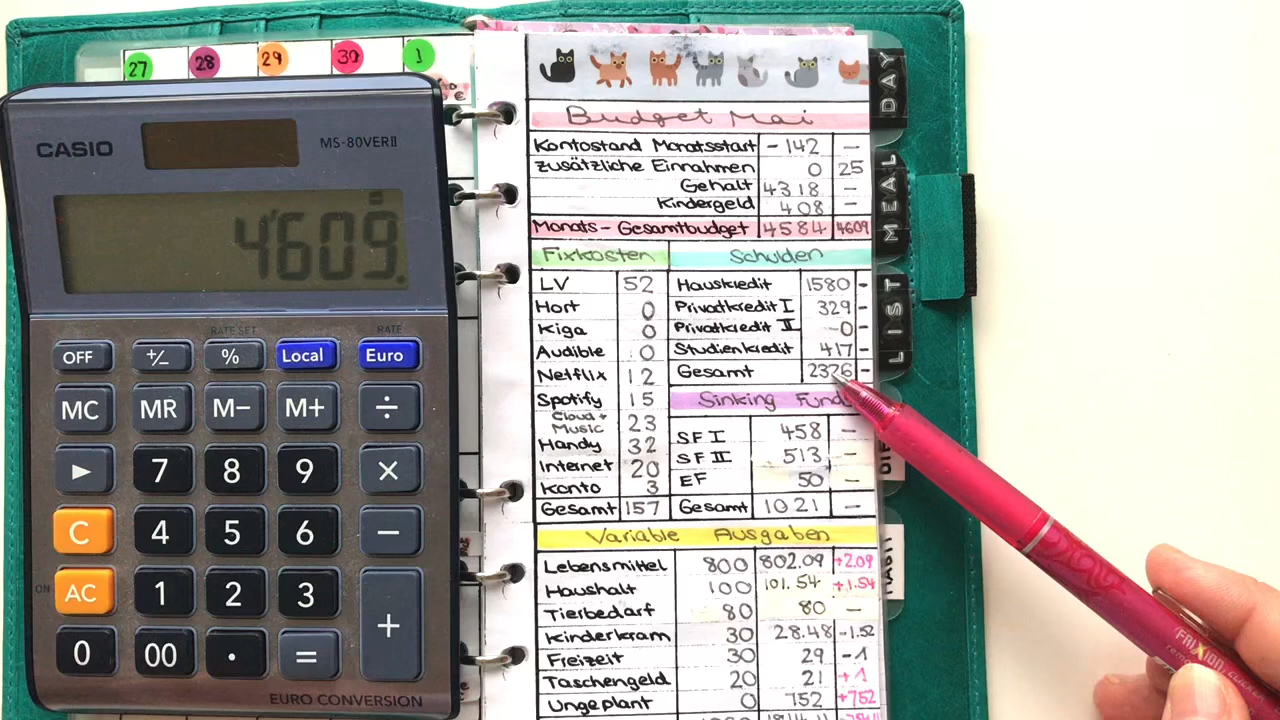 27 28 29 30 1
CASIO
MS-80VERII
4609.
RATE SET RATE
OFF +/− % Local Euro
MC MR M− M+ ÷
▶ 7 8 9 ×
C 4 5 6 −
ON AC 1 2 3 +
0 00 . =
EURO CONVERSION
Budget Mai
Kontostand Monatsstart -142 —
zusätzliche Einnahmen 0 25
Gehalt 4318 —
Kindergeld 408 —
Monats-Gesamtbudget 4584 4609
Fixkosten
LV 52
Hort 0
Kiga 0
Audible 0
Netflix 12
Spotify 15
Cloud +
Music 23
Handy 32
Internet 20
Konto 3
Gesamt 157
Schulden
Hauskredit 1580 -
Privatkredit I 329 -
Privatkredit II 0 -
Studienkredit 417 -
Gesamt 2326 -
Sinking Fund
SF I 458 —
SF II 513 —
EF 50 —
Gesamt 1021 —
Variable Ausgaben
Lebensmittel 800 802.09 +2.09
Haushalt 100 101.54 +1.54
Tierbedarf 80 80 —
Kinderkram 30 28.48 -1.52
Freizeit 30 29 -1
Taschengeld 20 21 +1
Ungeplant 0 752 +752
DAY
MEAL
LIST
FRIXION